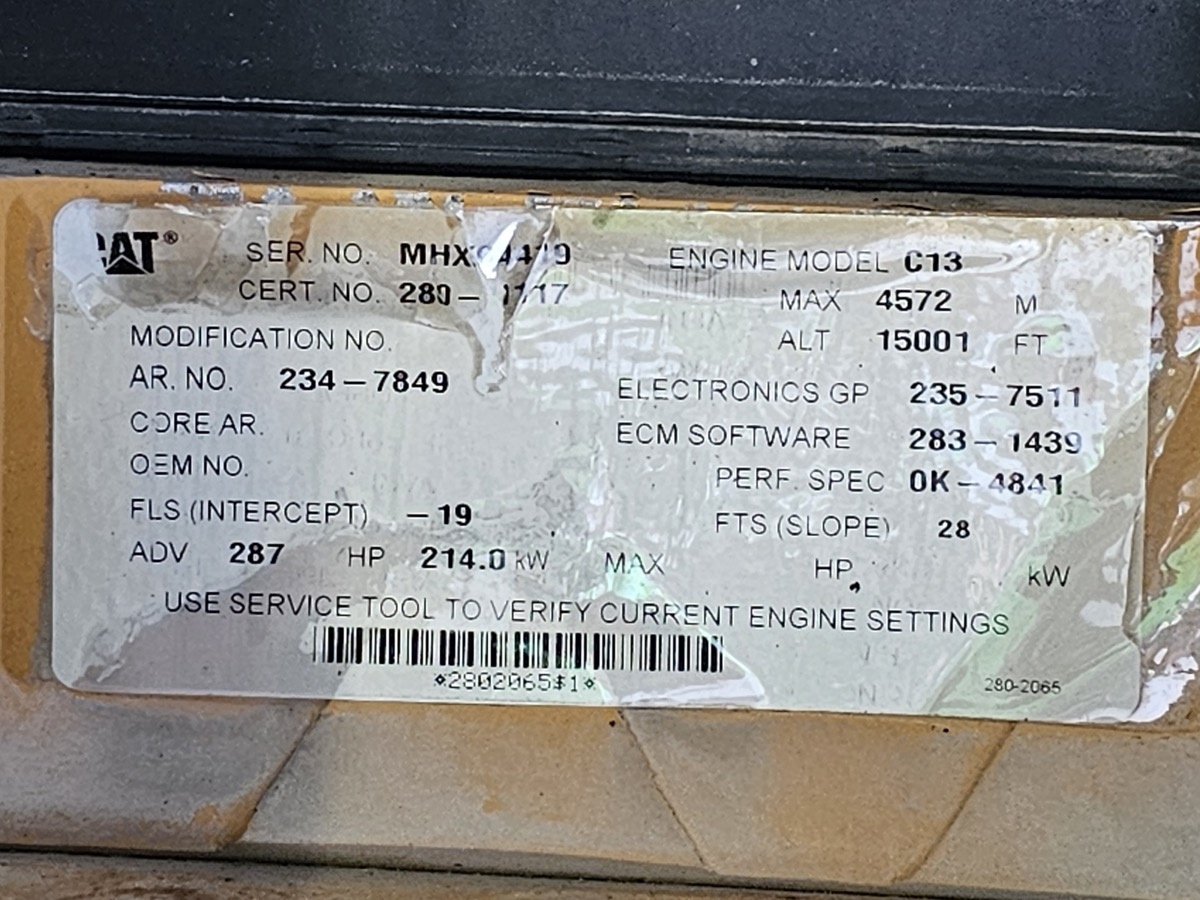 CAT®
SER. NO.
ENGINE MODEL C13
CERT. NO.
MAX 4572 M
ALT 15001 FT
MODIFICATION NO.
AR. NO. 234-7849
ELECTRONICS GP 235-7511
CORE AR.
ECM SOFTWARE 283-1439
OEM NO.
PERF. SPEC 0K-4841
FLS (INTERCEPT) -19
FTS (SLOPE) 28
ADV 287 HP 214.0 kW MAX HP kW
USE SERVICE TOOL TO VERIFY CURRENT ENGINE SETTINGS
280-2065